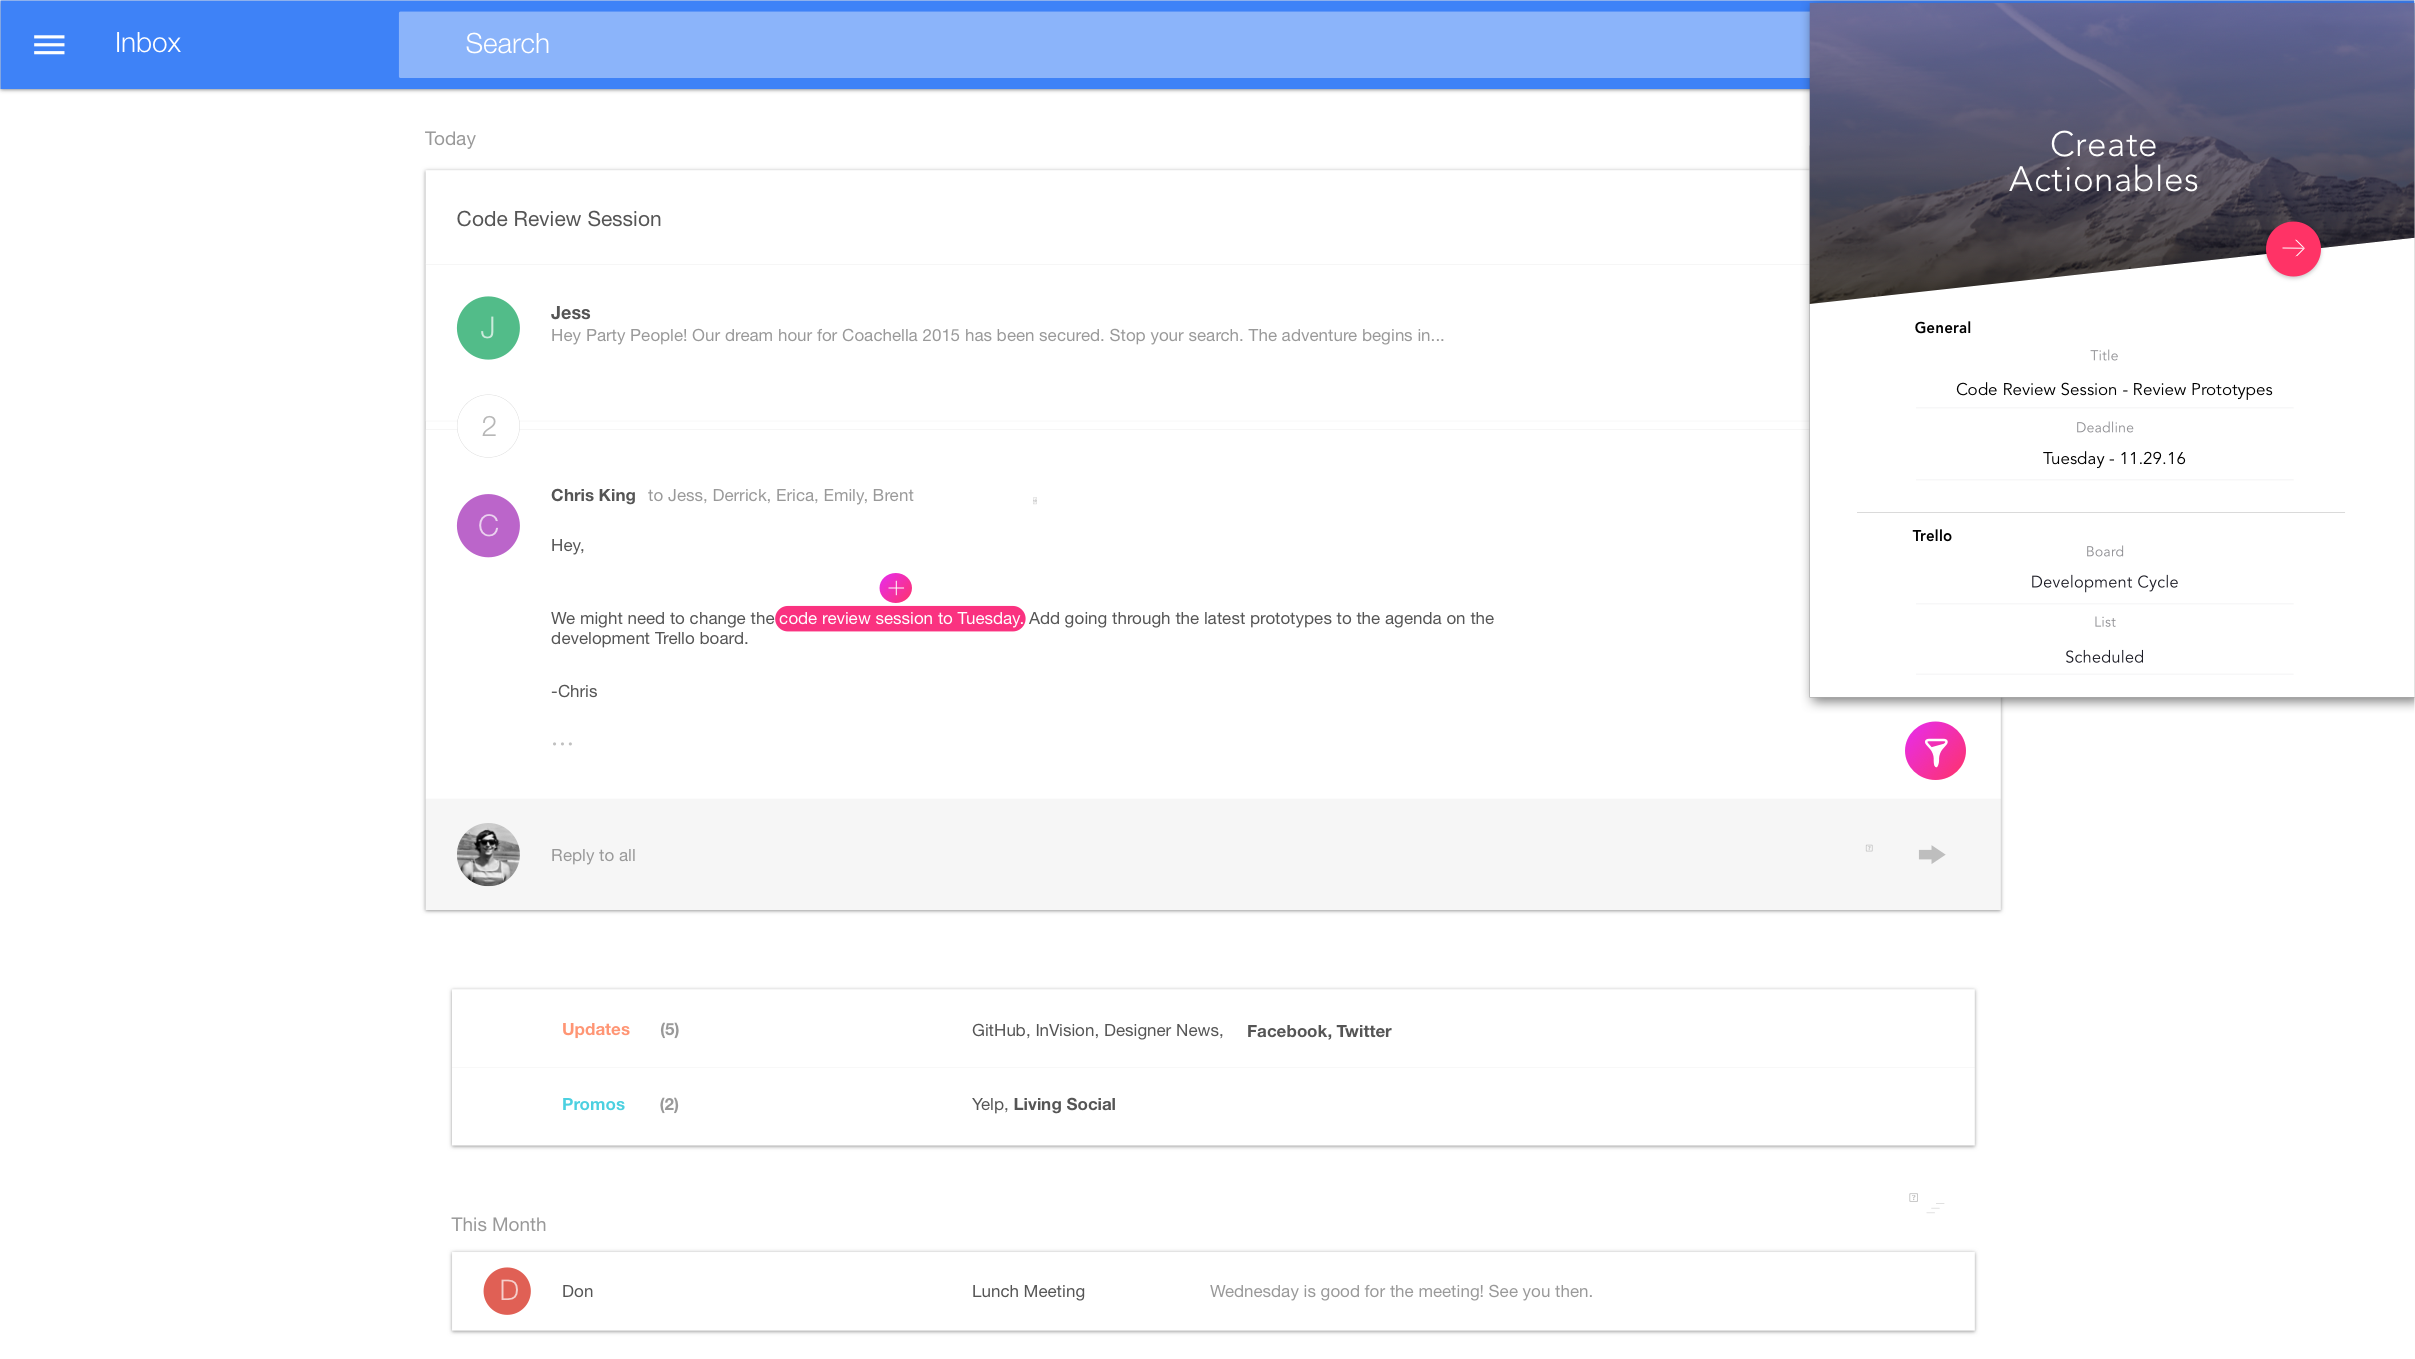 Inbox
Search
Today
Code Review Session
J
Jess
Hey Party People! Our dream hour for Coachella 2015 has been secured. Stop your search. The adventure begins in...
2
C
Chris King to Jess, Derrick, Erica, Emily, Brent
Hey,
We might need to change the code review session to Tuesday. Add going through the latest prototypes to the agenda on the
development Trello board.
-Chris
...
Reply to all
Updates (5) GitHub, InVision, Designer News, Facebook, Twitter
Promos (2) Yelp, Living Social
This Month
D
Don Lunch Meeting Wednesday is good for the meeting! See you then.
Create
Actionables
General
Title
Code Review Session - Review Prototypes
Deadline
Tuesday - 11.29.16
Trello
Board
Development Cycle
List
Scheduled